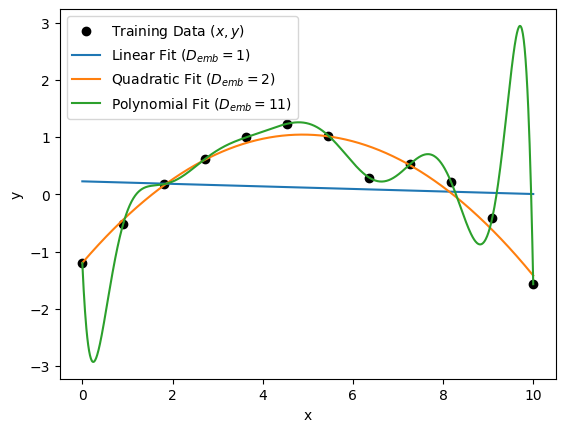 Training Data (x, y)
Linear Fit (D_emb = 1)
Quadratic Fit (D_emb = 2)
Polynomial Fit (D_emb = 11)
3
2
1
0
−1
−2
−3
y
0 2 4 6 8 10
x